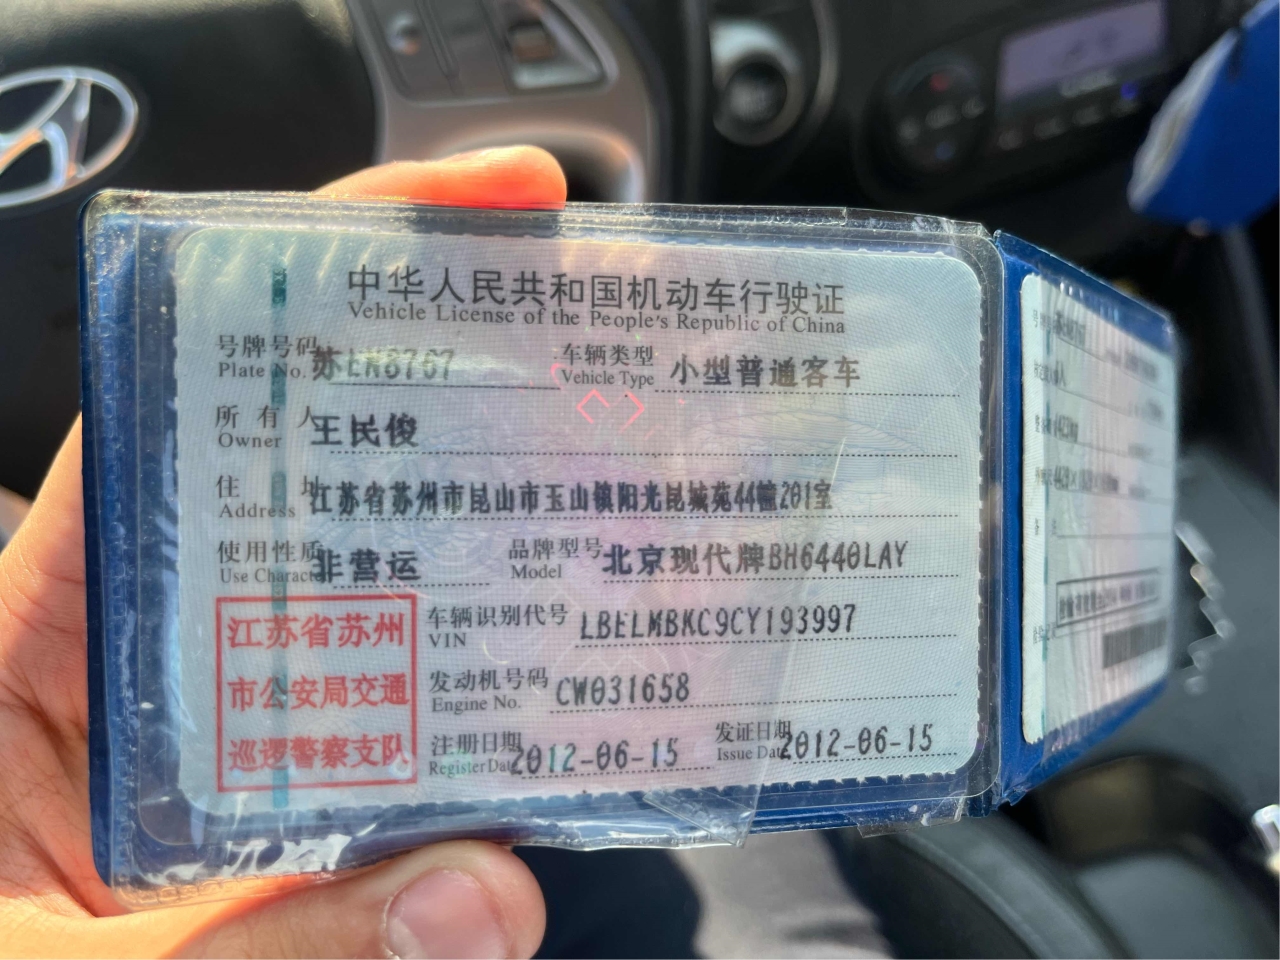 中华人民共和国机动车行驶证
Vehicle License of the People's Republic of China
号牌号码 苏LN8767 车辆类型 小型普通客车
Plate No. Vehicle Type
所有人 王民俊
Owner
住址 江苏省苏州市昆山市玉山镇阳光昆城苑44幢201室
Address
使用性质 非营运 品牌型号 北京现代牌BH6440LAY
Use Character Model
江苏省苏州
市公安局交通
巡逻警察支队
车辆识别代号 LBELMBKC9CY193997
VIN
发动机号码 CW031658
Engine No.
注册日期 2012-06-15 发证日期 2012-06-15
Register Date Issue Date